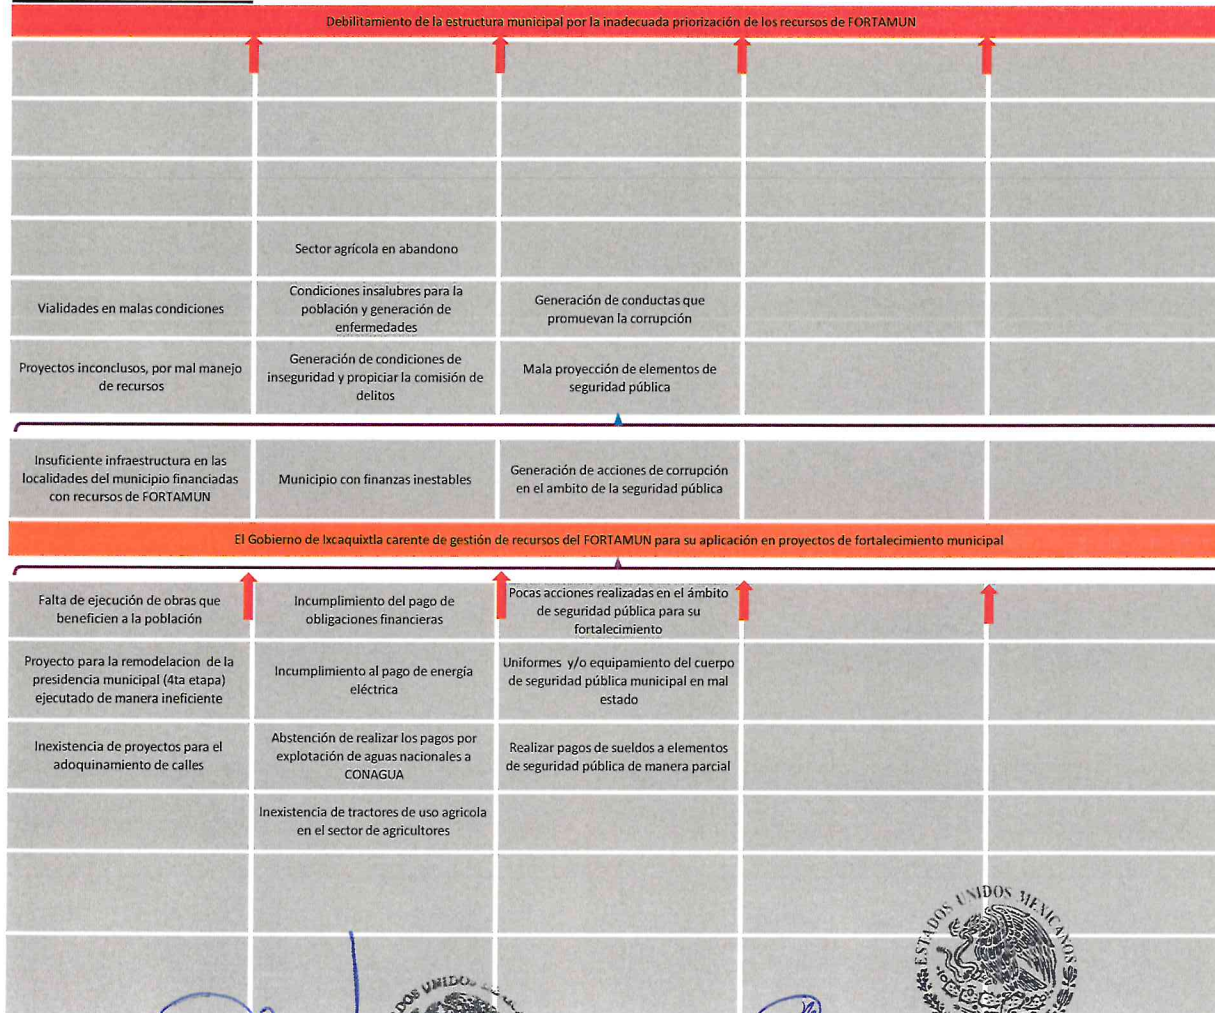 Debilitamiento de la estructura municipal por la inadecuada priorización de los recursos de FORTAMUN
Sector agrícola en abandono
Vialidades en malas condiciones
Condiciones insalubres para la
población y generación de
enfermedades
Generación de conductas que
promuevan la corrupción
Proyectos inconclusos, por mal manejo
de recursos
Generación de condiciones de
inseguridad y propiciar la comisión de
delitos
Mala proyección de elementos de
seguridad pública
Insuficiente infraestructura en las
localidades del municipio financiadas
con recursos de FORTAMUN
Municipio con finanzas inestables
Generación de acciones de corrupción
en el ambito de la seguridad pública
El Gobierno de Ixcaquixtla carente de gestión de recursos del FORTAMUN para su aplicación en proyectos de fortalecimiento municipal
Falta de ejecución de obras que
beneficien a la población
Incumplimiento del pago de
obligaciones financieras
Pocas acciones realizadas en el ámbito
de seguridad pública para su
fortalecimiento
Proyecto para la remodelacion de la
presidencia municipal (4ta etapa)
ejecutado de manera ineficiente
Incumplimiento al pago de energía
eléctrica
Uniformes y/o equipamiento del cuerpo
de seguridad pública municipal en mal
estado
Inexistencia de proyectos para el
adoquinamiento de calles
Abstención de realizar los pagos por
explotación de aguas nacionales a
CONAGUA
Realizar pagos de sueldos a elementos
de seguridad pública de manera parcial
Inexistencia de tractores de uso agricola
en el sector de agricultores
ESTADOS UNIDOS MEXICANOS
UNIDOS